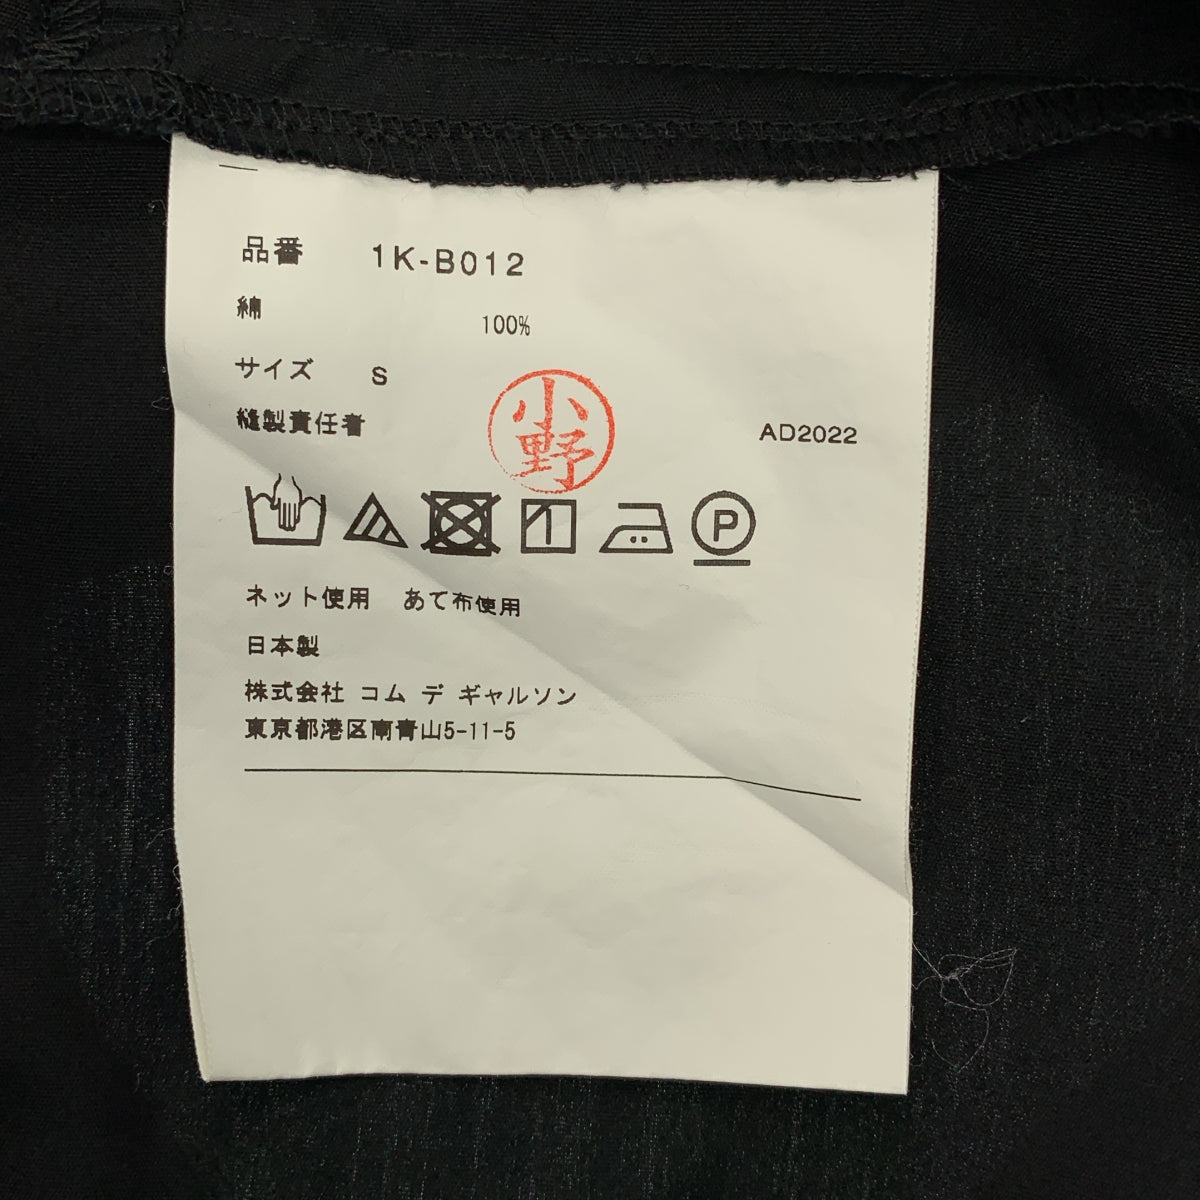 品番 1K-B012
綿 100%
サイズ S
縫製責任者 小野 AD2022
P
ネット使用 あて布使用
日本製
株式会社 コム デ ギャルソン
東京都港区南青山5-11-5